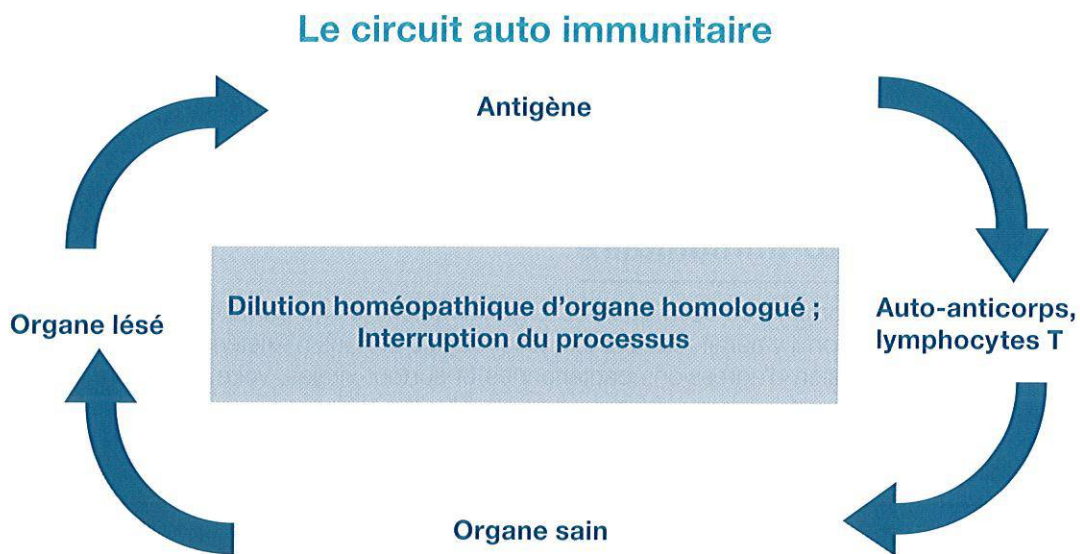 Le circuit auto immunitaire
Antigène
Organe lésé
Dilution homéopathique d'organe homologué ;
Interruption du processus
Auto-anticorps,
lymphocytes T
Organe sain